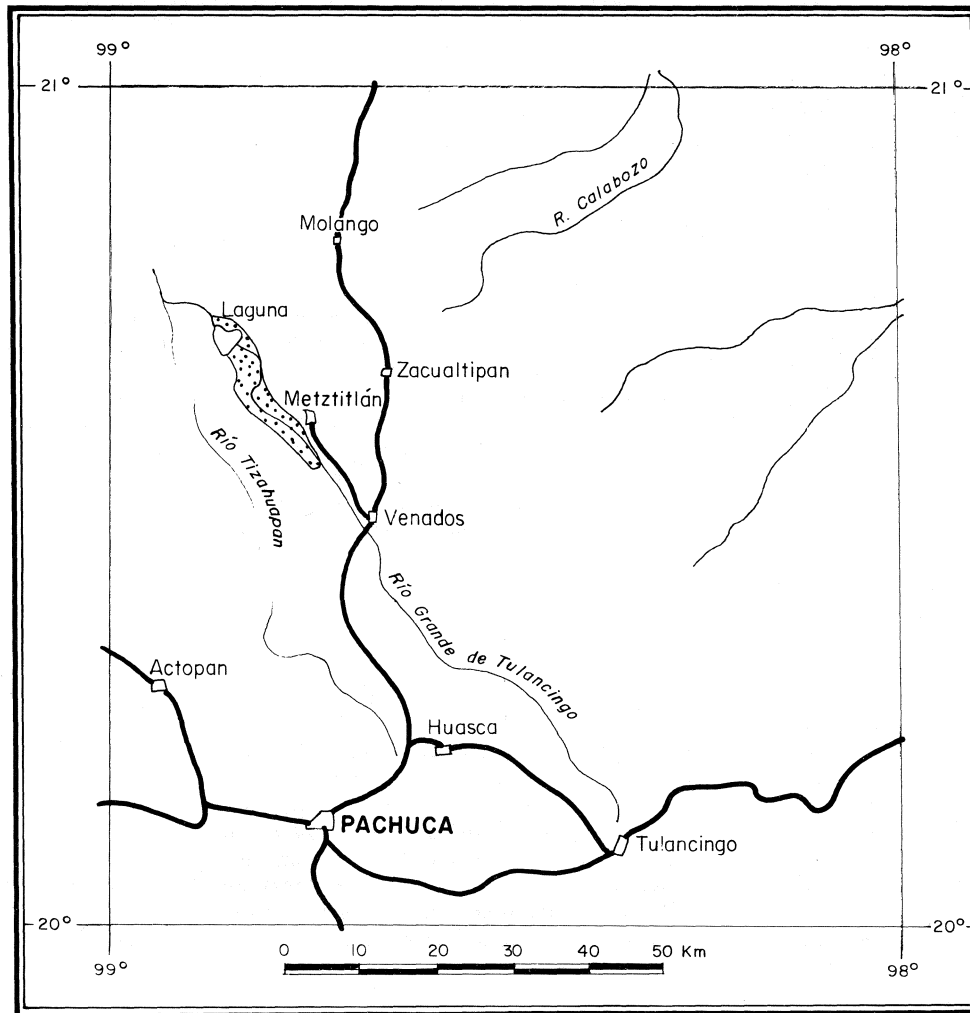 99°
98°
21°
21°
R. Calabozo
Molango
Laguna
Zacualtipan
Metztitlán
Río Tizahuapan
Venados
Río Grande de Tulancingo
Actopan
Huasca
PACHUCA
Tulancingo
20°
20°
0 10 20 30 40 50 Km
99°
98°